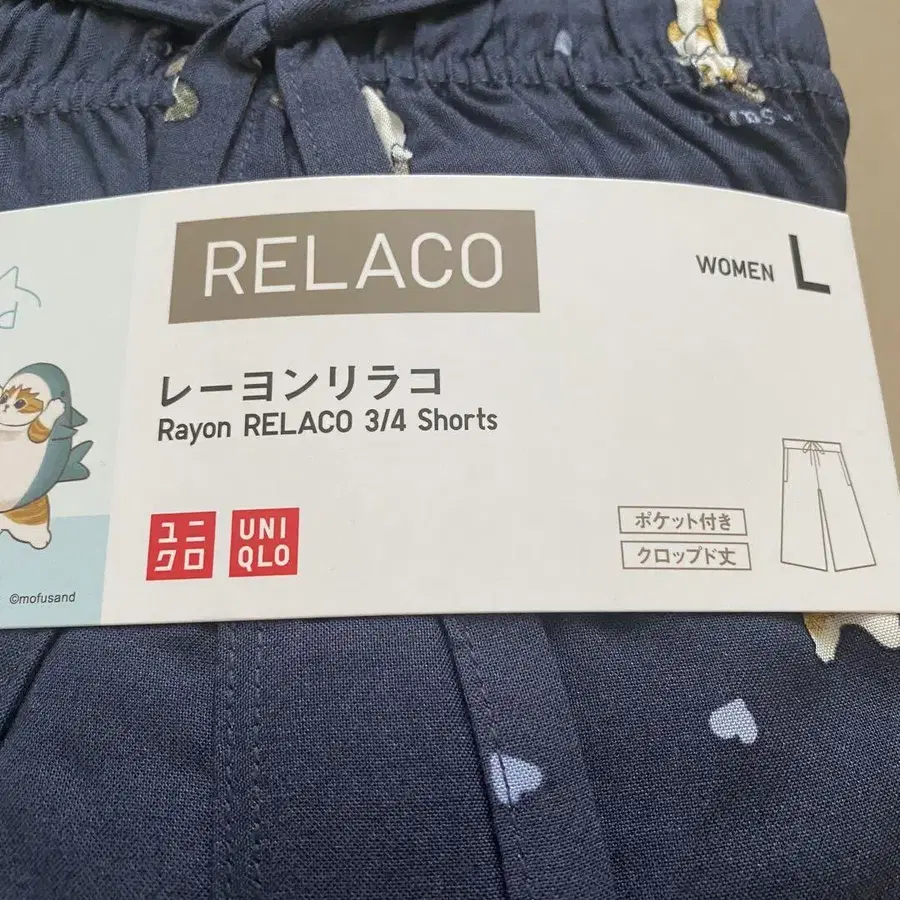 RELACO
WOMEN L
レーヨンリラコ
Rayon RELACO 3/4 Shorts
ユニ
クロ
UNI
QLO
ポケット付き
クロップド丈
©mofusand